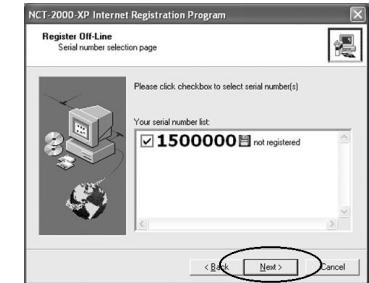 NCT-2000-XP Internet Registration Program
Register Off-Line
Serial number selection page
Please click checkbox to select serial number(s)
Your serial number list:
1500000 not registered
< Back Next > Cancel